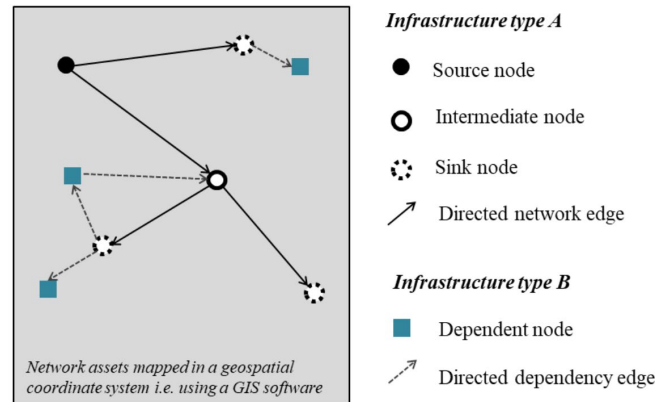 Infrastructure type A
Source node
Intermediate node
Sink node
Directed network edge
Infrastructure type B
Dependent node
Directed dependency edge
Network assets mapped in a geospatial
coordinate system i.e. using a GIS software